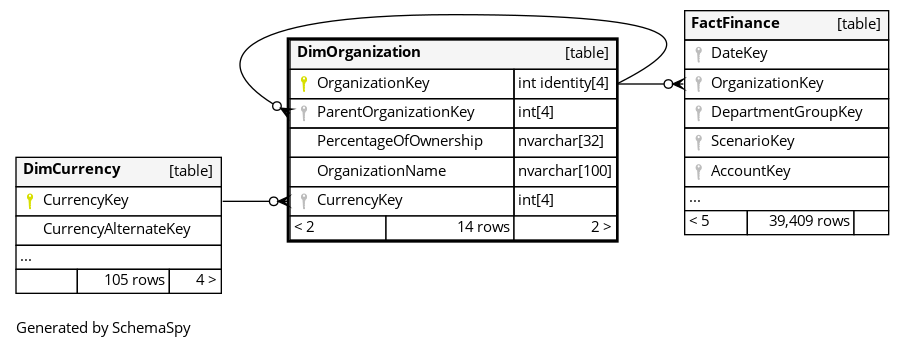 DimOrganization [table]
OrganizationKey int identity[4]
ParentOrganizationKey int[4]
PercentageOfOwnership nvarchar[32]
OrganizationName nvarchar[100]
CurrencyKey int[4]
< 2 14 rows 2 >
FactFinance [table]
DateKey
OrganizationKey
DepartmentGroupKey
ScenarioKey
AccountKey
...
< 5 39,409 rows
DimCurrency [table]
CurrencyKey
CurrencyAlternateKey
...
105 rows 4 >
Generated by SchemaSpy